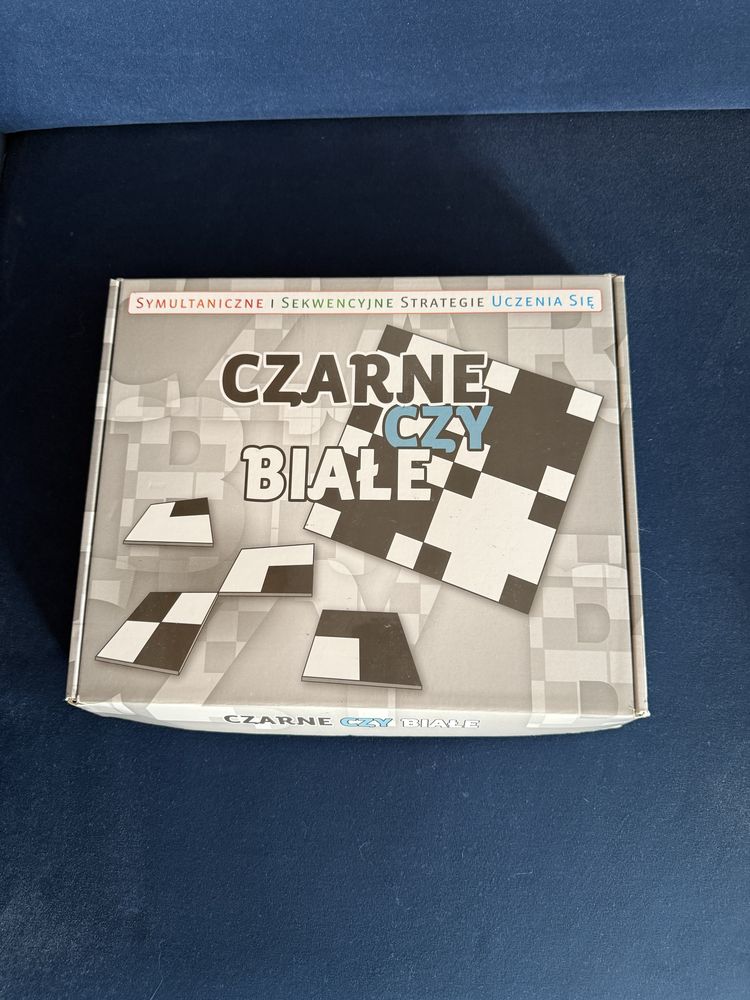 SYMULTANICZNE I SEKWENCYJNE STRATEGIE UCZENIA SIĘ
CZARNE
CZY
BIAŁE
CZARNE CZY BIAŁE